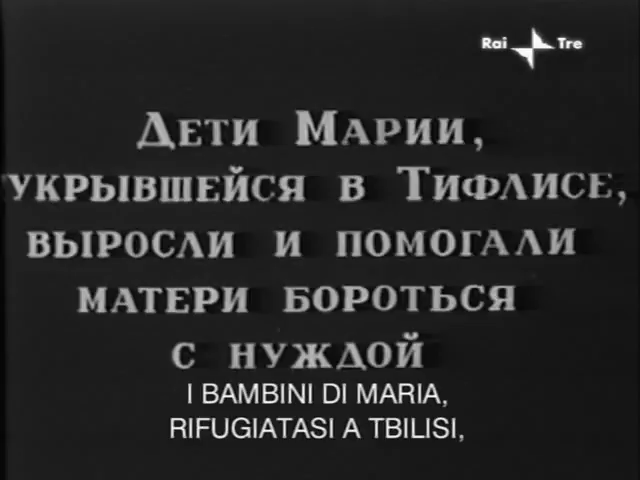 Rai Tre
Дети Марии,
укрывшейся в Тифлисе,
выросли и помогали
матери бороться
с нуждой
I BAMBINI DI MARIA,
RIFUGIATASI A TBILISI,